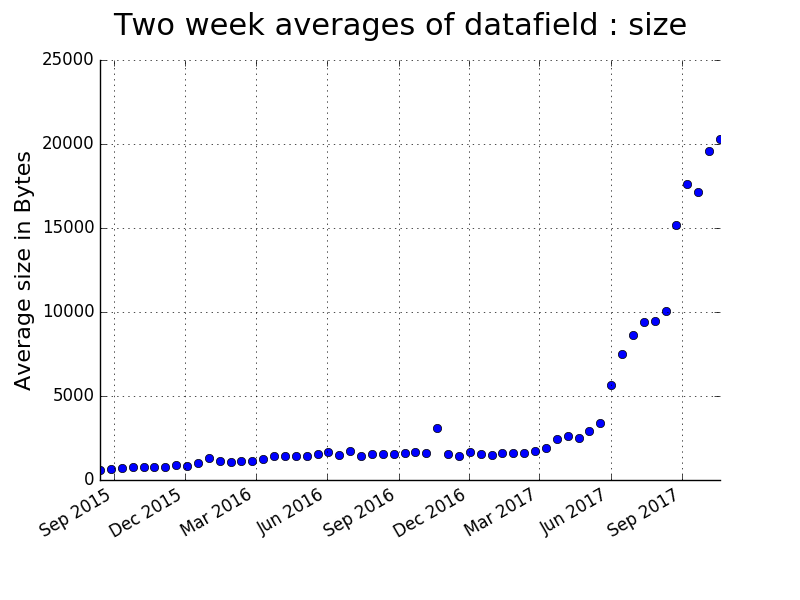 Two week averages of datafield : size
25000
20000
15000
10000
5000
0
Average size in Bytes
Sep 2015
Dec 2015
Mar 2016
Jun 2016
Sep 2016
Dec 2016
Mar 2017
Jun 2017
Sep 2017